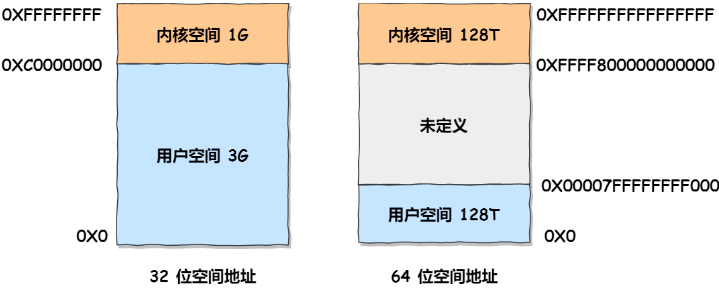 0XFFFFFFFF
内核空间 1G
0XC0000000
用户空间 3G
0X0
32 位空间地址
0XFFFFFFFFFFFFFFFF
内核空间 128T
0XFFFF800000000000
未定义
0X00007FFFFFFFF000
用户空间 128T
0X0
64 位空间地址